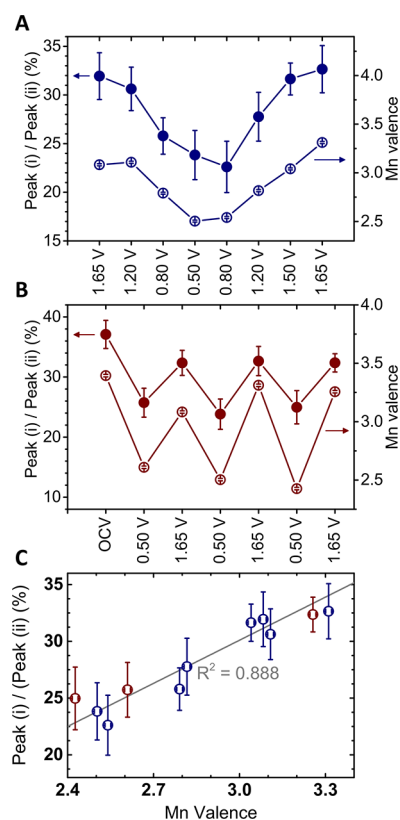 A
Peak (i) / Peak (ii) (%)
35
30
25
20
15
4.0
3.5
3.0
2.5
Mn valence
1.65 V
1.20 V
0.80 V
0.50 V
0.80 V
1.20 V
1.50 V
1.65 V
B
Peak (i) / Peak (ii) (%)
40
30
20
10
4.0
3.5
3.0
2.5
Mn valence
OCV
0.50 V
1.65 V
0.50 V
1.65 V
0.50 V
1.65 V
C
Peak (i) / (Peak (ii) (%)
35
33
28
25
22
20
18
R² = 0.888
2.4 2.7 3.0 3.3
Mn Valence